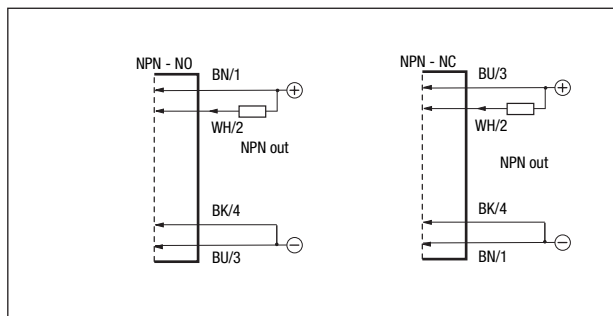 NPN - NO
BN/1
+
WH/2
NPN out
BK/4
−
BU/3
NPN - NC
BU/3
+
WH/2
NPN out
BK/4
−
BN/1